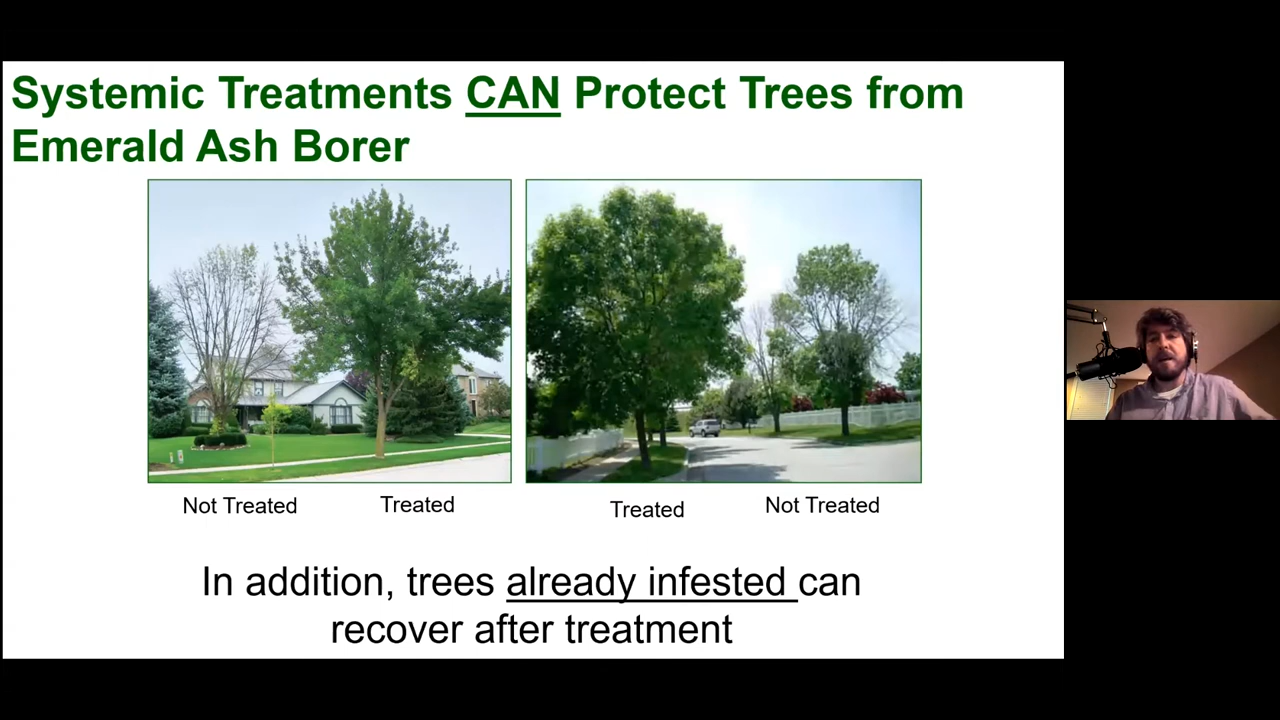 Systemic Treatments CAN Protect Trees from
Emerald Ash Borer
Not Treated
Treated
Treated
Not Treated
In addition, trees already infested can
recover after treatment